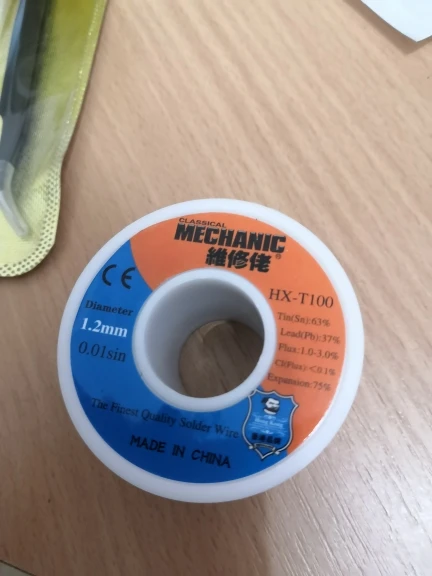 CLASSICAL
MECHANIC®
維修佬
CE
HX-T100
Diameter
1.2mm
0.01sin
Tin(Sn):63%
Lead(Pb):37%
Flux:1.0-3.0%
Cl(Flux):<0.1%
Expansion:75%
The Finest Quality Solder Wire
MADE IN CHINA